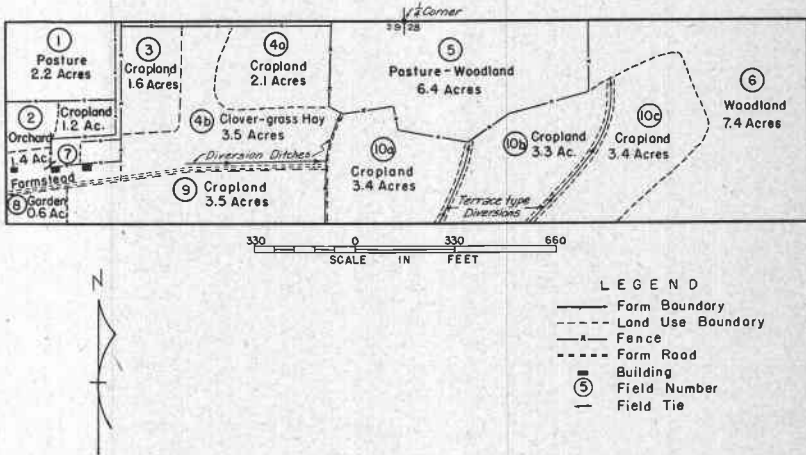 1/4 Corner
29 28
1
Pasture
2.2 Acres
3
Cropland
1.6 Acres
4a
Cropland
2.1 Acres
5
Pasture-Woodland
6.4 Acres
6
Woodland
7.4 Acres
2
Orchard
1.4 Ac.
Cropland
1.2 Ac.
7
4b Clover-grass Hay
3.5 Acres
Diversion Ditches
10a
Cropland
3.4 Acres
10b Cropland
3.3 Ac.
10c
Cropland
3.4 Acres
Farmstead
8 Garden
0.6 Ac.
9 Cropland
3.5 Acres
Terrace type
Diversions
330 0 330 660
SCALE IN FEET
N
LEGEND
Farm Boundary
Land Use Boundary
Fence
Farm Road
Building
5 Field Number
Field Tie